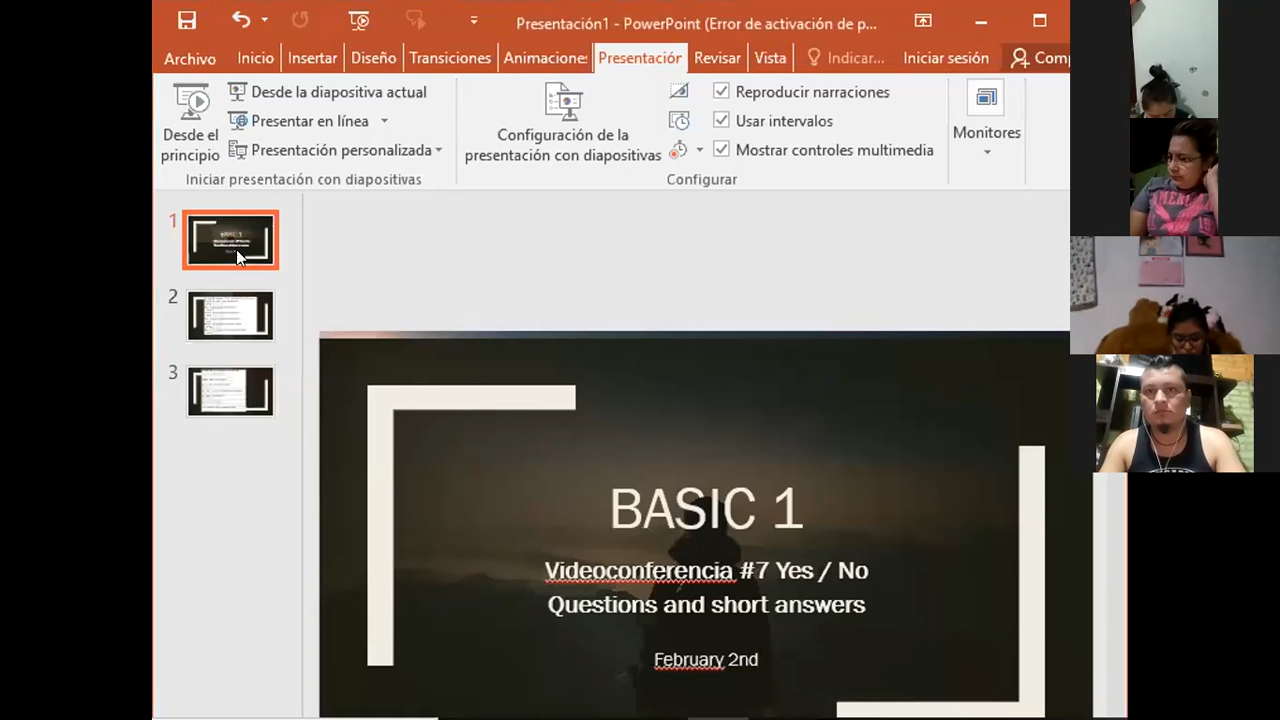 Presentación1 - PowerPoint (Error de activación de p...
Archivo Inicio Insertar Diseño Transiciones Animaciones Presentación Revisar Vista Indicar... Iniciar sesión Comp
Desde el principio
Desde la diapositiva actual
Presentar en línea
Presentación personalizada
Iniciar presentación con diapositivas
Configuración de la
presentación con diapositivas
Reproducir narraciones
Usar intervalos
Mostrar controles multimedia
Configurar
Monitores
1
BASIC 1
2
3
BASIC 1
Videoconferencia #7 Yes / No
Questions and short answers
February 2nd